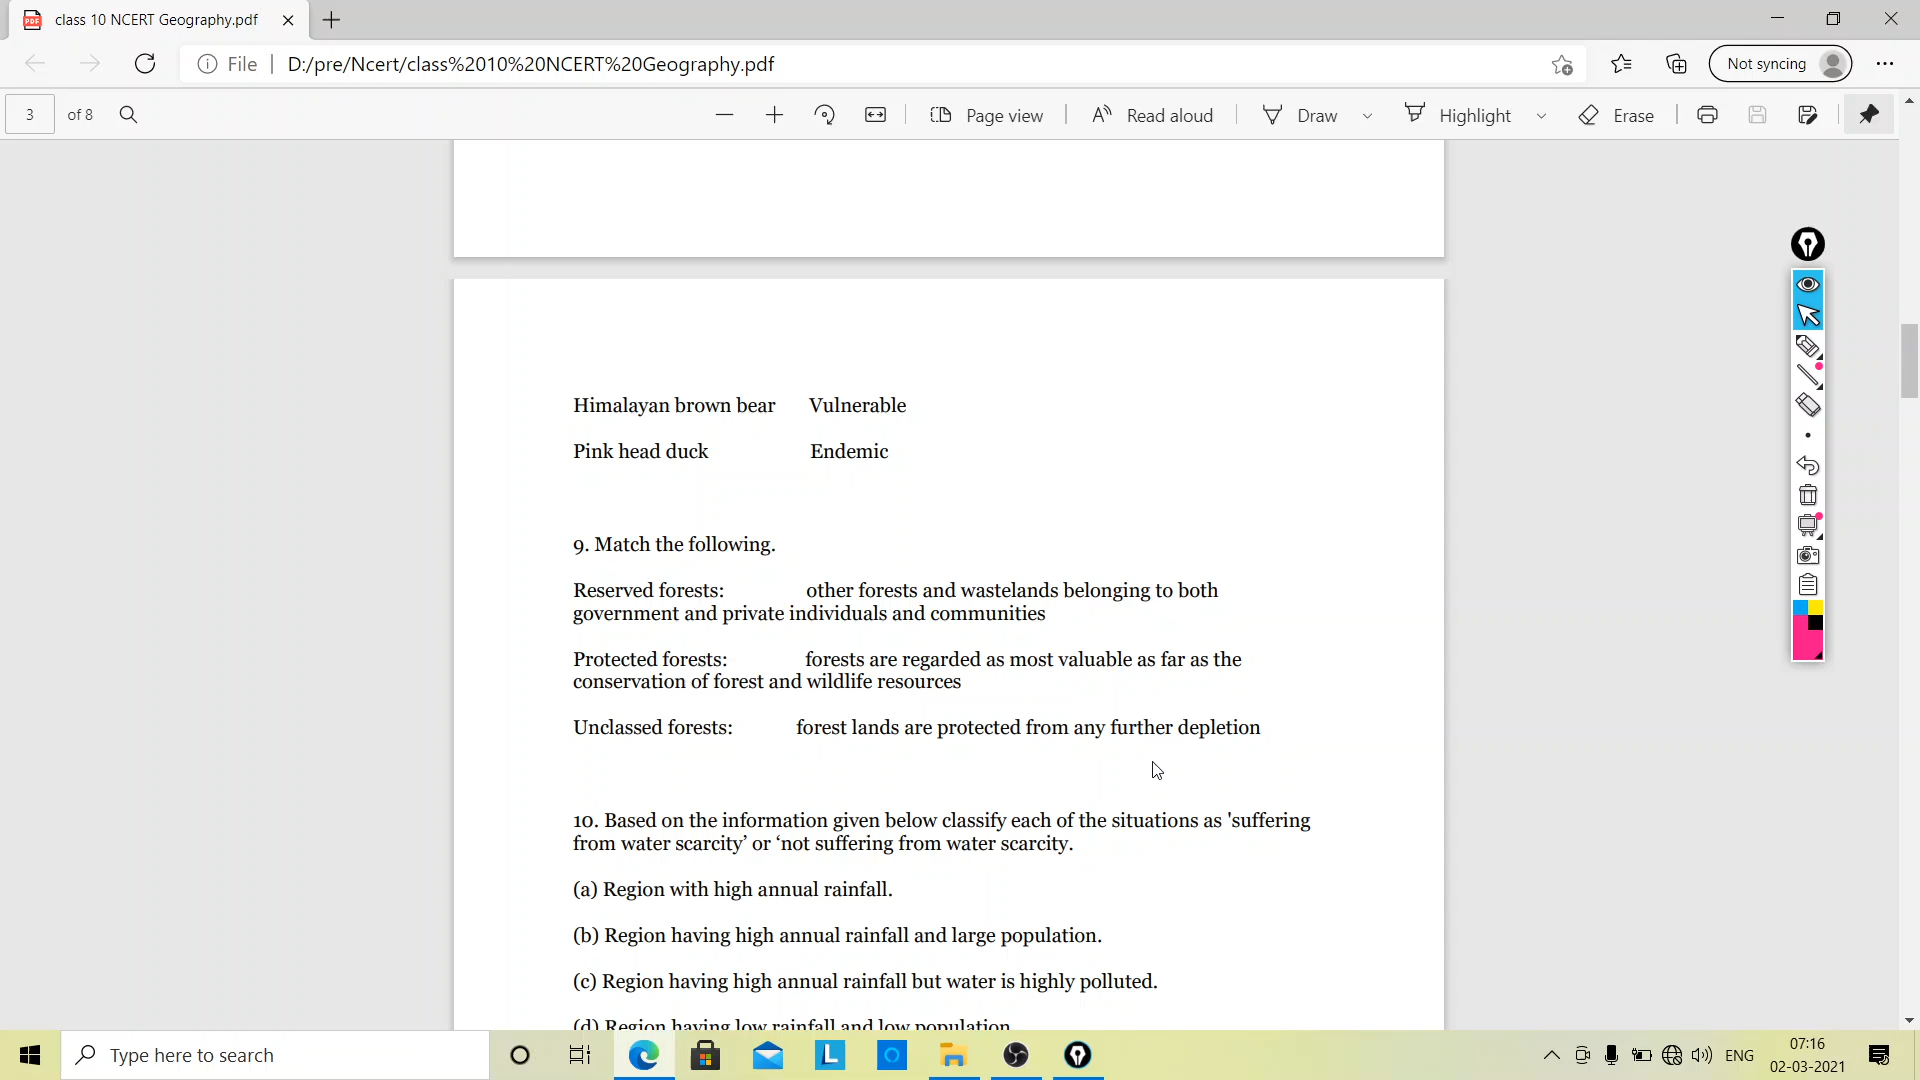 class 10 NCERT Geography.pdf
File
D:/pre/Ncert/class%2010%20NCERT%20Geography.pdf
Not syncing
3 of 8
Page view
Read aloud
Draw
Highlight
Erase
Himalayan brown bear Vulnerable
Pink head duck Endemic
9. Match the following.
Reserved forests: other forests and wastelands belonging to both
government and private individuals and communities
Protected forests: forests are regarded as most valuable as far as the
conservation of forest and wildlife resources
Unclassed forests: forest lands are protected from any further depletion
10. Based on the information given below classify each of the situations as 'suffering
from water scarcity’ or ‘not suffering from water scarcity.
(a) Region with high annual rainfall.
(b) Region having high annual rainfall and large population.
(c) Region having high annual rainfall but water is highly polluted.
(d) Region having low rainfall and low population
Type here to search
L
ENG
07:16
02-03-2021